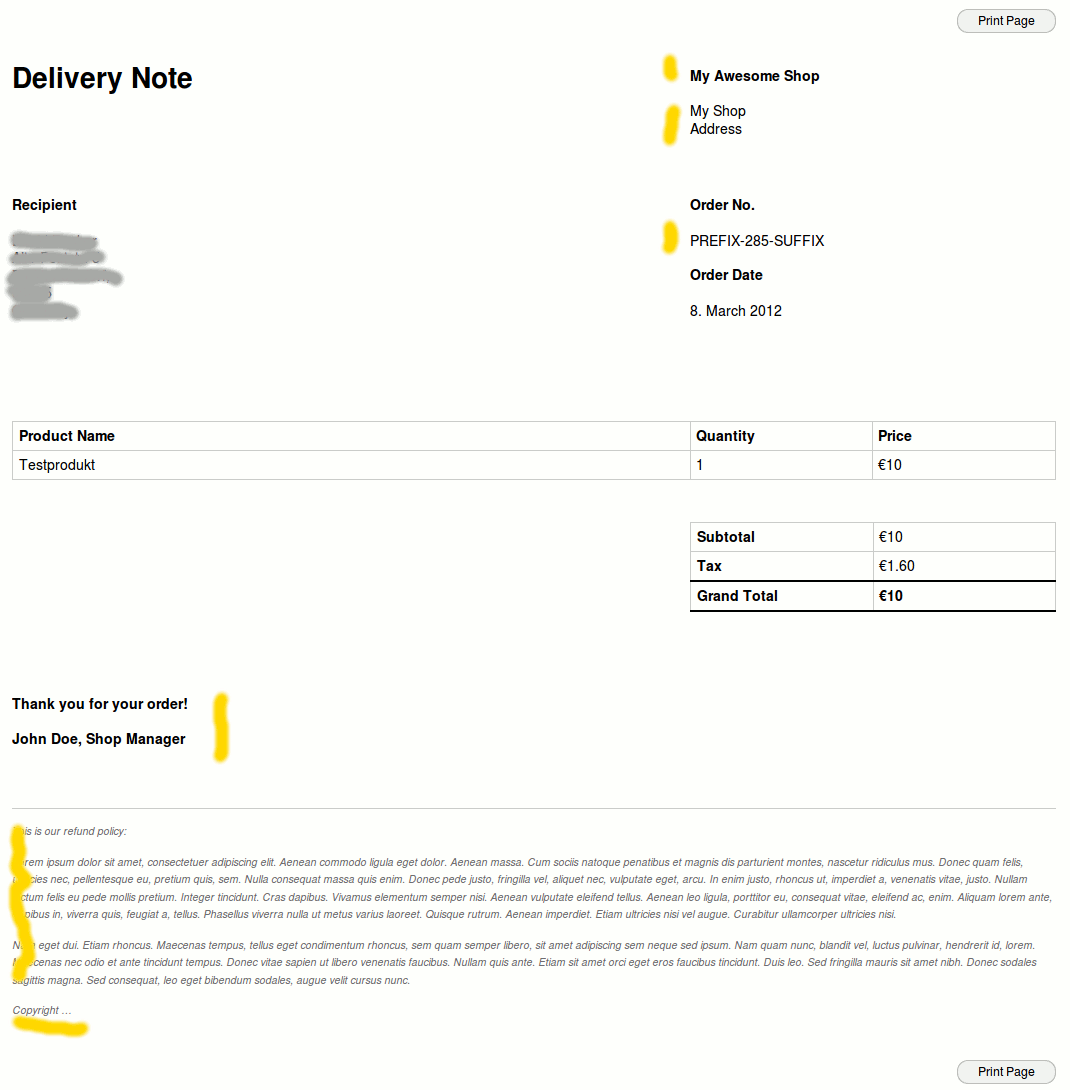 Print Page
Delivery Note
My Awesome Shop
My Shop
Address
Recipient
Order No.
PREFIX-285-SUFFIX
Order Date
8. March 2012
Product Name Quantity Price
Testprodukt 1 €10
Subtotal €10
Tax €1.60
Grand Total €10
Thank you for your order!
John Doe, Shop Manager
is is our refund policy:
rem ipsum dolor sit amet, consectetuer adipiscing elit. Aenean commodo ligula eget dolor. Aenean massa. Cum sociis natoque penatibus et magnis dis parturient montes, nascetur ridiculus mus. Donec quam felis,
cies nec, pellentesque eu, pretium quis, sem. Nulla consequat massa quis enim. Donec pede justo, fringilla vel, aliquet nec, vulputate eget, arcu. In enim justo, rhoncus ut, imperdiet a, venenatis vitae, justo. Nullam
ctum felis eu pede mollis pretium. Integer tincidunt. Cras dapibus. Vivamus elementum semper nisi. Aenean vulputate eleifend tellus. Aenean leo ligula, porttitor eu, consequat vitae, eleifend ac, enim. Aliquam lorem ante,
pibus in, viverra quis, feugiat a, tellus. Phasellus viverra nulla ut metus varius laoreet. Quisque rutrum. Aenean imperdiet. Etiam ultricies nisi vel augue. Curabitur ullamcorper ultricies nisi.
eget dui. Etiam rhoncus. Maecenas tempus, tellus eget condimentum rhoncus, sem quam semper libero, sit amet adipiscing sem neque sed ipsum. Nam quam nunc, blandit vel, luctus pulvinar, hendrerit id, lorem.
Maecenas nec odio et ante tincidunt tempus. Donec vitae sapien ut libero venenatis faucibus. Nullam quis ante. Etiam sit amet orci eget eros faucibus tincidunt. Duis leo. Sed fringilla mauris sit amet nibh. Donec sodales
sagittis magna. Sed consequat, leo eget bibendum sodales, augue velit cursus nunc.
Copyright ...
Print Page